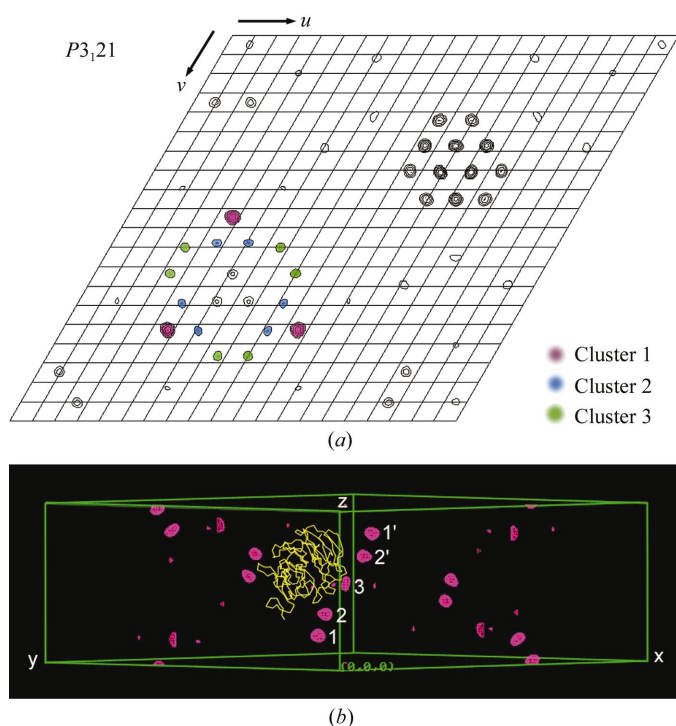 u
P3₁21
v
Cluster 1
Cluster 2
Cluster 3
(a)
z
1'
2'
3
2
1
y
(0,0,0)
x
(b)